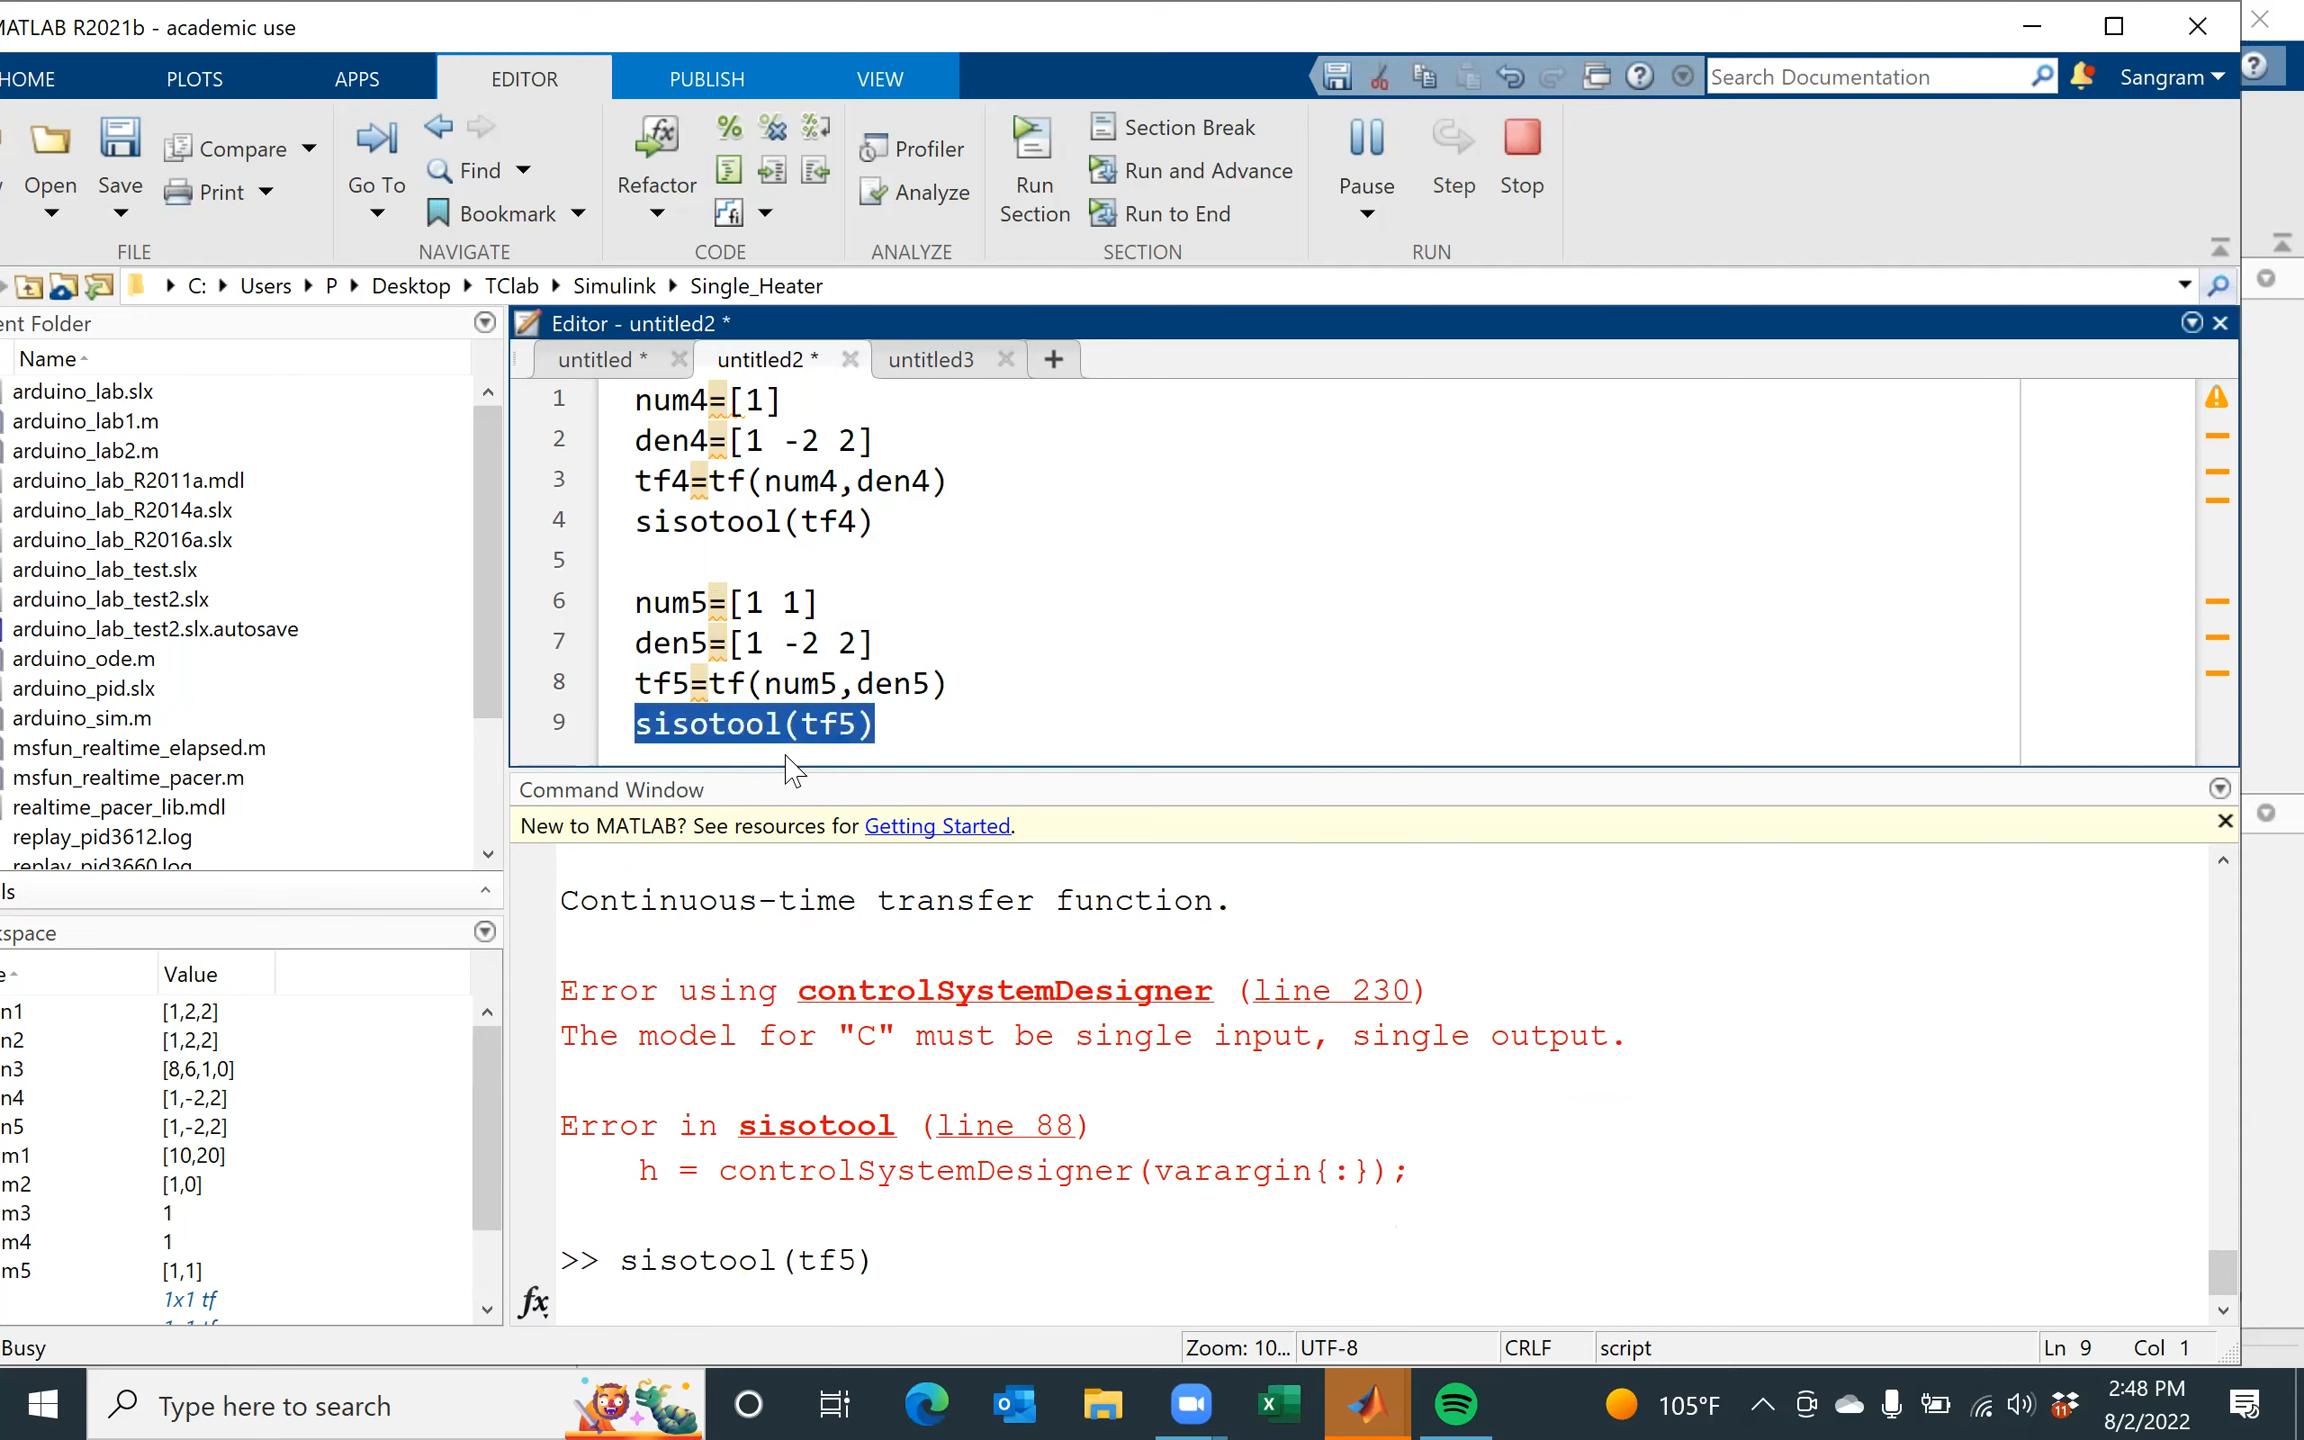 MATLAB R2021b - academic use
HOME PLOTS APPS EDITOR PUBLISH VIEW Search Documentation Sangram
Open Save Compare Print
Go To Find Bookmark
Refactor
Profiler Analyze
Run Section
Section Break
Run and Advance
Run to End
Pause Step Stop
FILE NAVIGATE CODE ANALYZE SECTION RUN
C: Users P Desktop TClab Simulink Single_Heater
ent Folder
Name
arduino_lab.slx
arduino_lab1.m
arduino_lab2.m
arduino_lab_R2011a.mdl
arduino_lab_R2014a.slx
arduino_lab_R2016a.slx
arduino_lab_test.slx
arduino_lab_test2.slx
arduino_lab_test2.slx.autosave
arduino_ode.m
arduino_pid.slx
arduino_sim.m
msfun_realtime_elapsed.m
msfun_realtime_pacer.m
realtime_pacer_lib.mdl
replay_pid3612.log
replay_pid3660.log
ls
kspace
e Value
n1 [1,2,2]
n2 [1,2,2]
n3 [8,6,1,0]
n4 [1,-2,2]
n5 [1,-2,2]
m1 [10,20]
m2 [1,0]
m3 1
m4 1
m5 [1,1]
1x1 tf
1x1 tf
Editor - untitled2 *
untitled * untitled2 * untitled3
1 num4=[1]
2 den4=[1 -2 2]
3 tf4=tf(num4,den4)
4 sisotool(tf4)
5
6 num5=[1 1]
7 den5=[1 -2 2]
8 tf5=tf(num5,den5)
9 sisotool(tf5)
Command Window
New to MATLAB? See resources for Getting Started.
Continuous-time transfer function.
Error using controlSystemDesigner (line 230)
The model for "C" must be single input, single output.
Error in sisotool (line 88)
h = controlSystemDesigner(varargin{:});
>> sisotool(tf5)
fx
Busy Zoom: 10... UTF-8 CRLF script Ln 9 Col 1
Type here to search 105°F 11 2:48 PM
8/2/2022